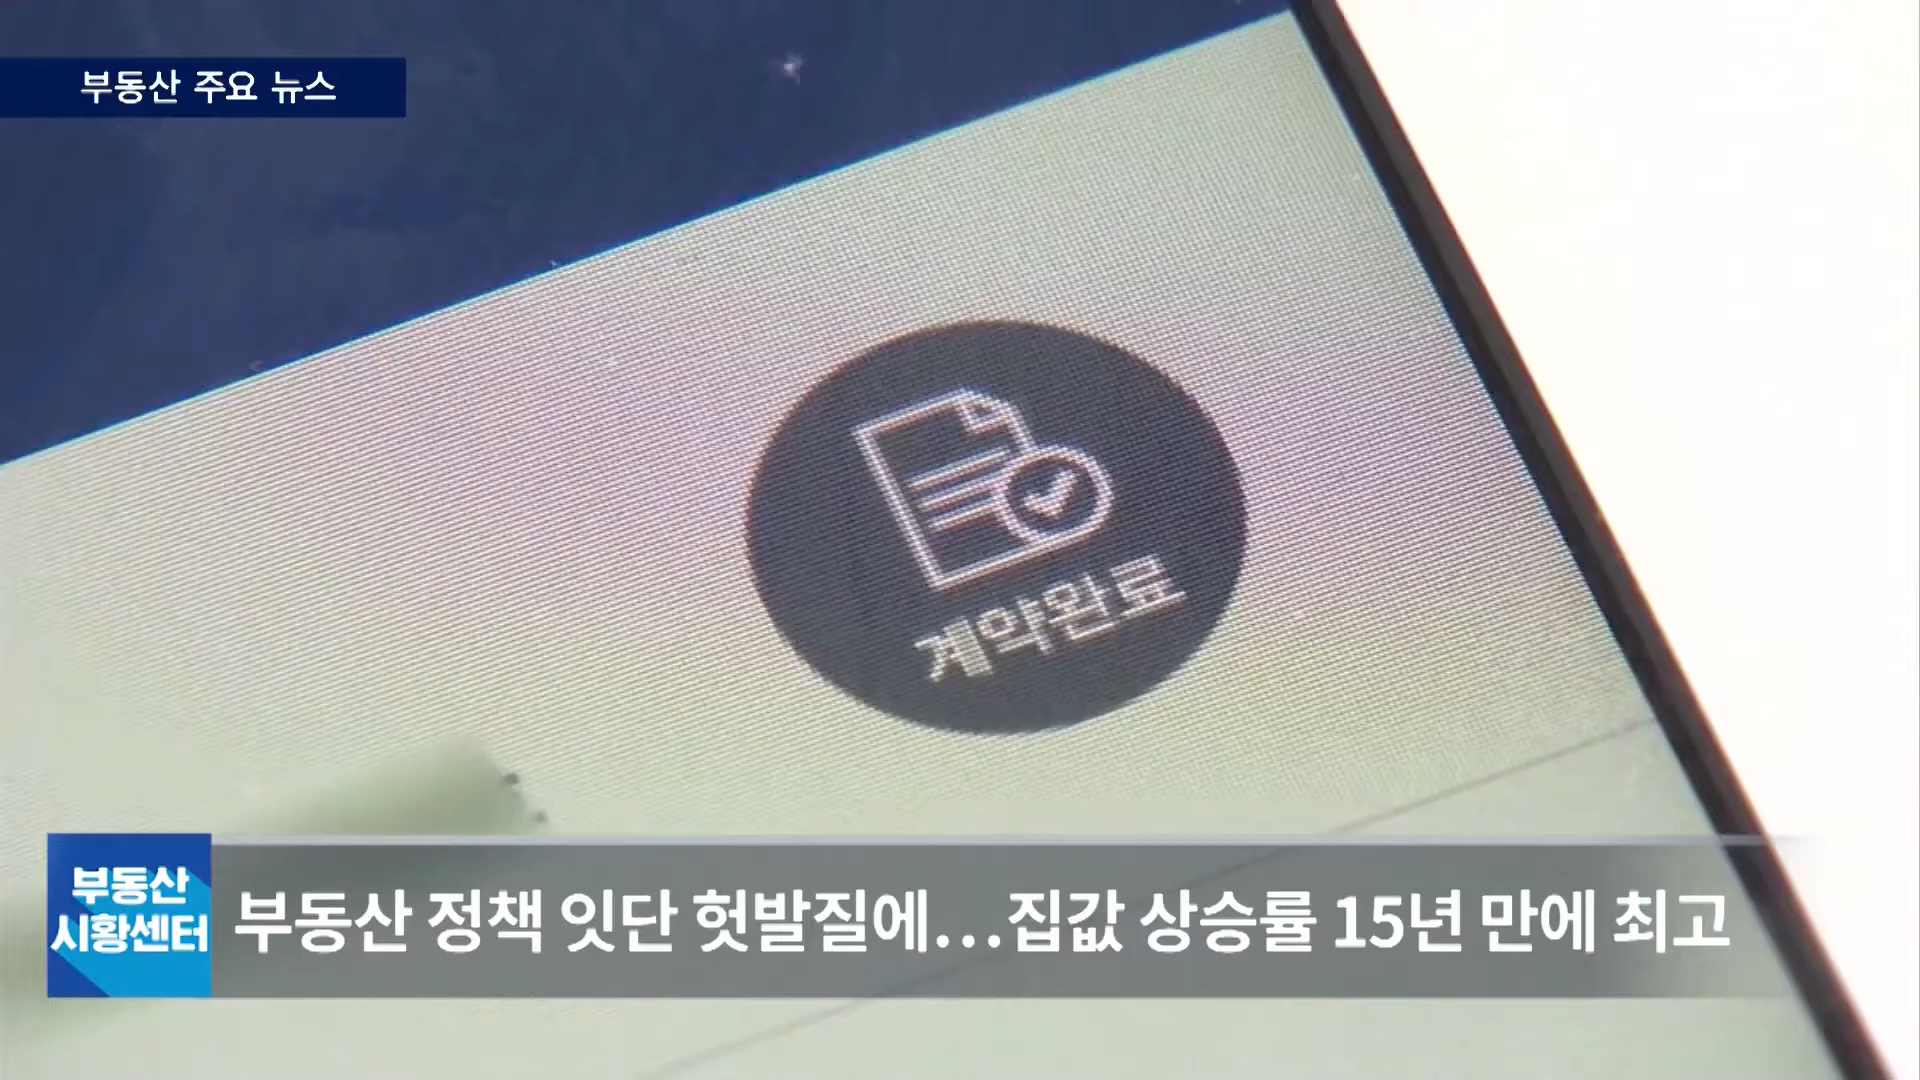 부동산 주요 뉴스
계약완료
부동산
시황센터
부동산 정책 잇단 헛발질에...집값 상승률 15년 만에 최고